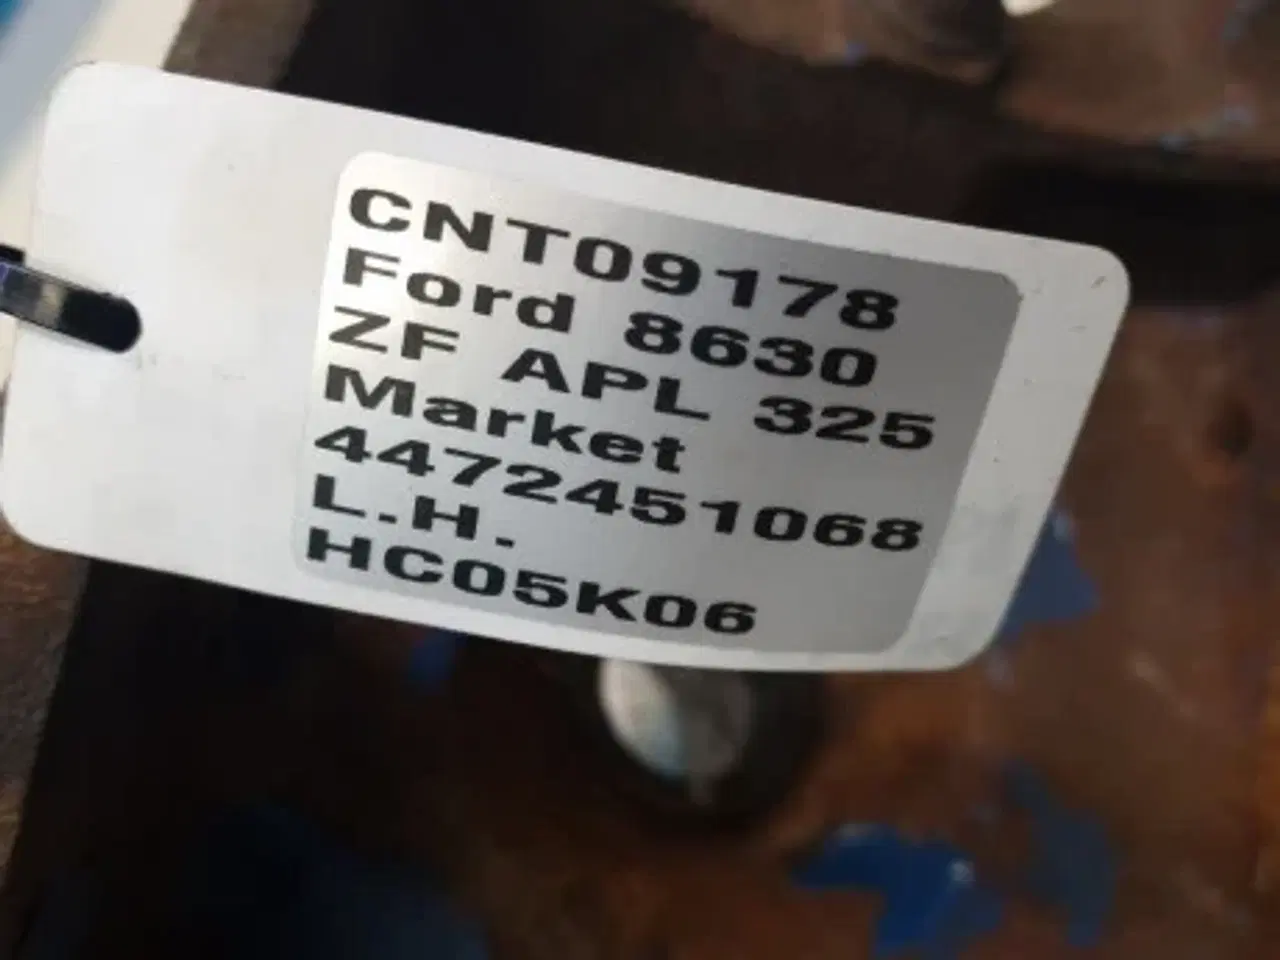 CNT09178
Ford 8630
ZF APL 325
Market
4472451068
L.H.
HC05K06